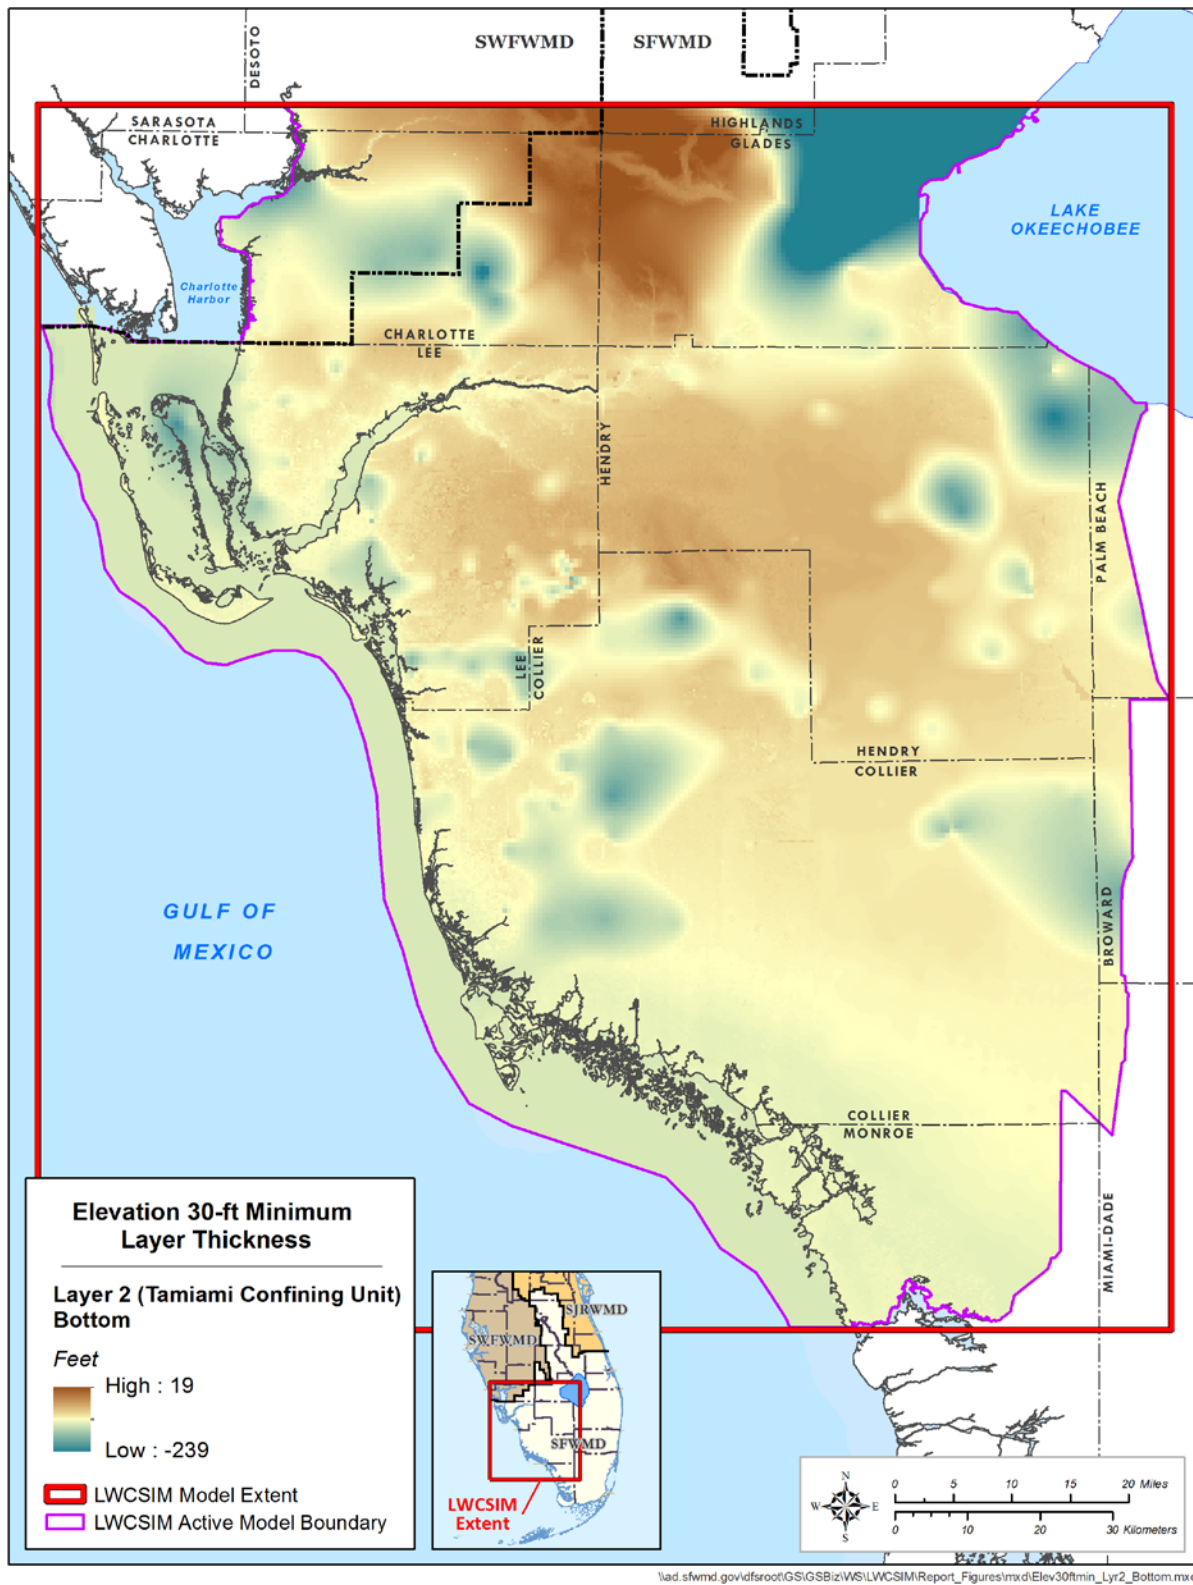 SWFWMD
SFWMD
DESOTO
SARASOTA
CHARLOTTE
HIGHLANDS
GLADES
LAKE
OKEECHOBEE
Charlotte
Harbor
CHARLOTTE
LEE
HENDRY
PALM BEACH
LEE
COLLIER
HENDRY
COLLIER
GULF OF
MEXICO
BROWARD
COLLIER
MONROE
MIAMI-DADE
Elevation 30-ft Minimum
Layer Thickness
Layer 2 (Tamiami Confining Unit)
Bottom
Feet
High : 19
Low : -239
LWCSIM Model Extent
LWCSIM Active Model Boundary
SJRWMD
SWFWMD
SFWMD
LWCSIM
Extent
N
W E
S
0 5 10 15 20 Miles
0 10 20 30 Kilometers
\\ad.sfwmd.gov\dfsroot\GS\GSBiz\WS\LWCSIM\Report_Figures\mxd\Elev30ftmin_Lyr2_Bottom.mxd